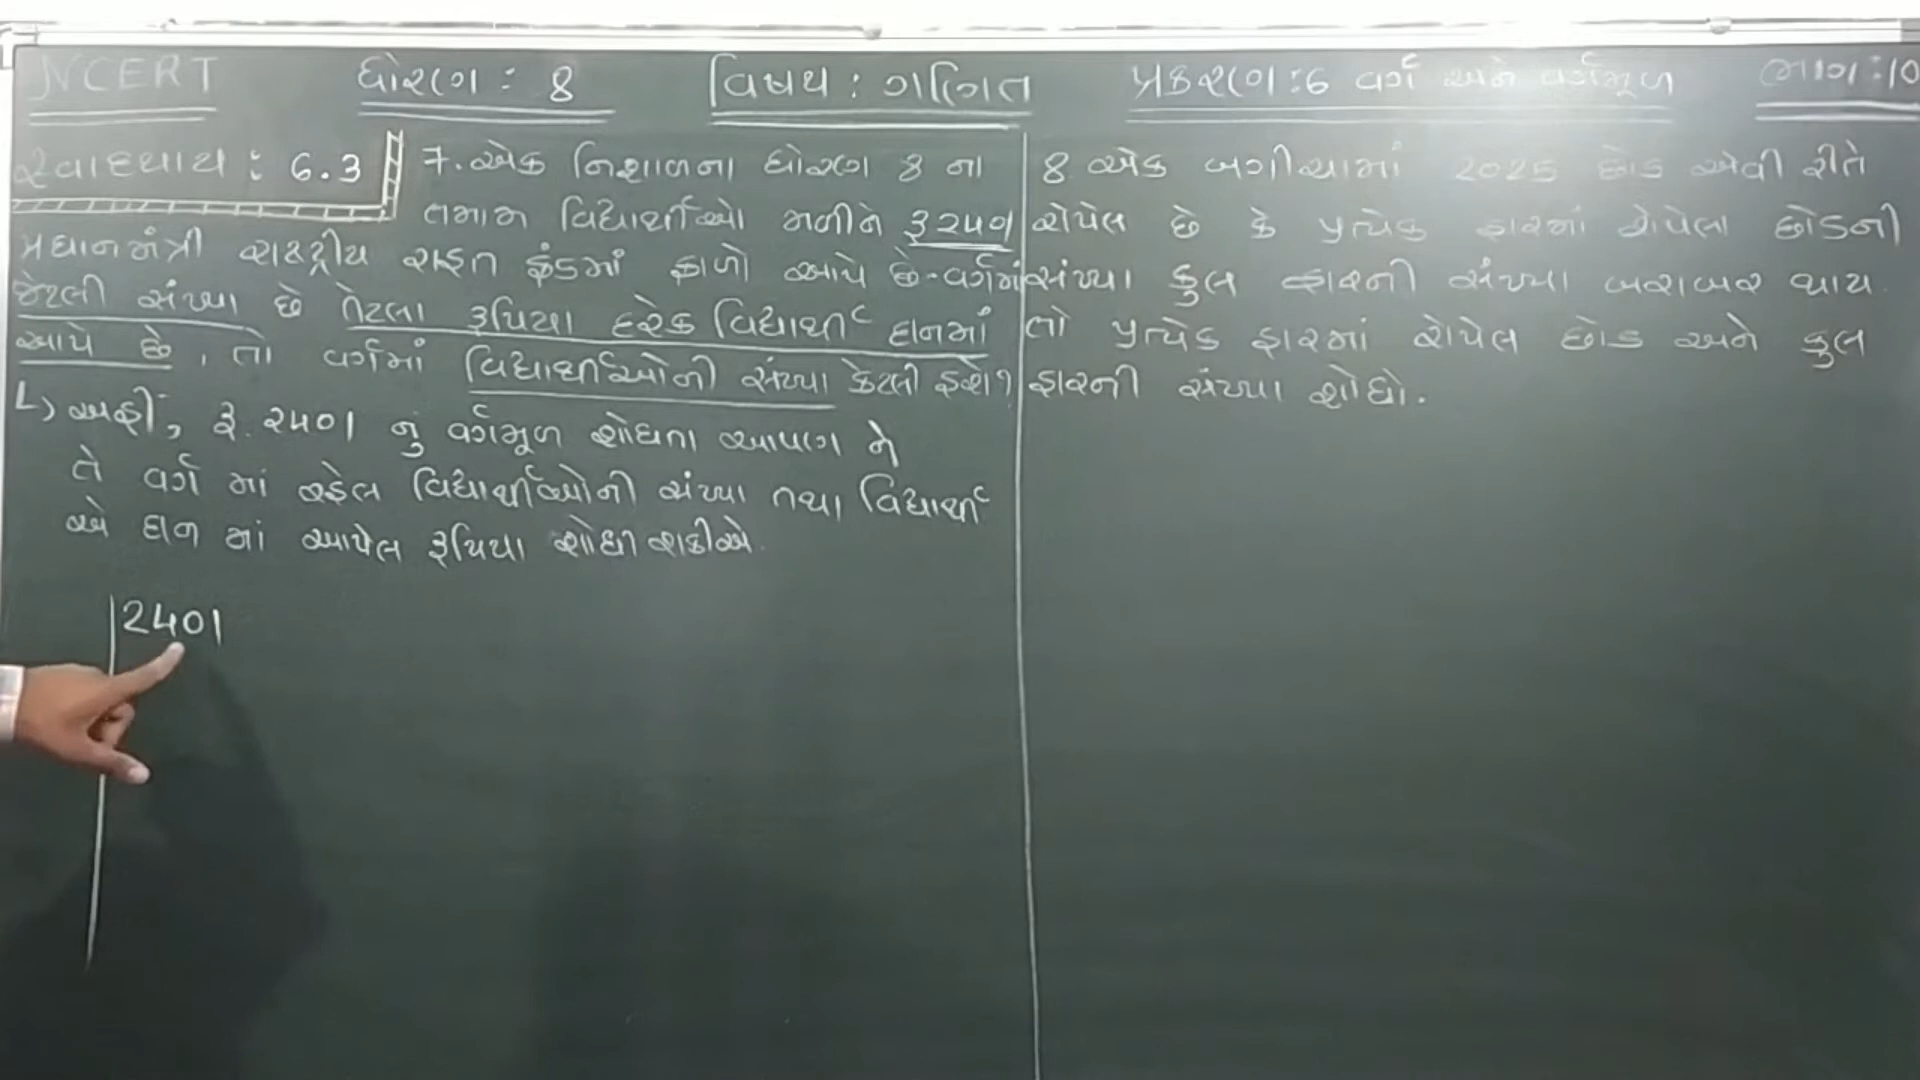 NCERT ધોરણ : 8 વિષય : ગણિત પ્રકરણ : 6 વર્ગ અને વર્ગમૂળ ભાગ : 10
સ્વાધ્યાય : 6.3
7. એક નિશાળના ધોરણ 8 ના
તમામ વિદ્યાર્થીઓ મળીને રૂ 2401
પ્રધાનમંત્રી રાષ્ટ્રીય રાહત ફંડમાં ફાળો આપે છે. વર્ગમાં
જેટલી સંખ્યા છે તેટલા રૂપિયા દરેક વિદ્યાર્થી દાનમાં
આપે છે, તો વર્ગમાં વિદ્યાર્થીઓની સંખ્યા કેટલી હશે?
અહીં, રૂ. 2401 નું વર્ગમૂળ શોધતા આપણ ને
તે વર્ગ માં રહેલ વિદ્યાર્થીઓની સંખ્યા તથા વિદ્યાર્થી
એ દાન માં આપેલ રૂપિયા શોધી શકીએ.
2401
8. એક બગીચામાં 2025 છોડ એવી રીતે
રોપેલ છે કે પ્રત્યેક હારમાં રોપેલા છોડની
સંખ્યા કુલ હારની સંખ્યા બરાબર થાય.
તો પ્રત્યેક હારમાં રોપેલ છોડ અને કુલ
હારની સંખ્યા શોધો.